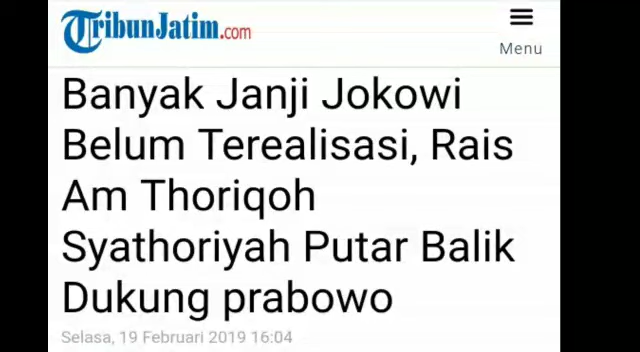 TribunJatim.com
Menu
Banyak Janji Jokowi
Belum Terealisasi, Rais
Am Thoriqoh
Syathoriyah Putar Balik
Dukung prabowo
Selasa, 19 Februari 2019 16:04